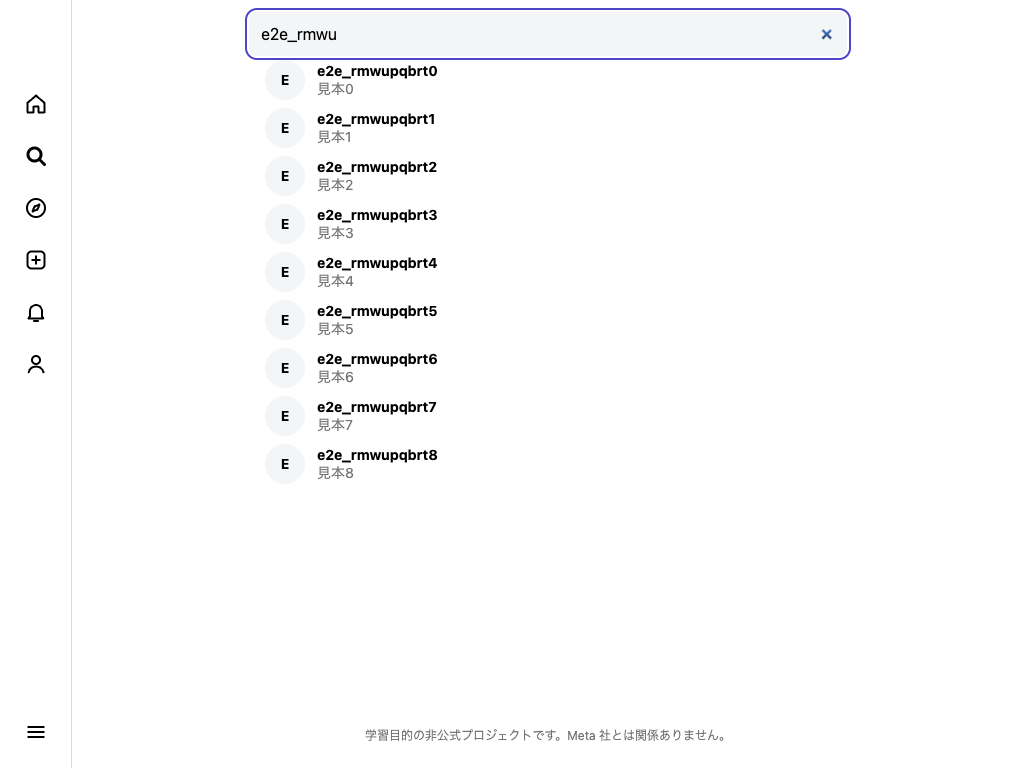 e2e_rmwu
E
e2e_rmwupqbrt0
見本0
E
e2e_rmwupqbrt1
見本1
E
e2e_rmwupqbrt2
見本2
E
e2e_rmwupqbrt3
見本3
E
e2e_rmwupqbrt4
見本4
E
e2e_rmwupqbrt5
見本5
E
e2e_rmwupqbrt6
見本6
E
e2e_rmwupqbrt7
見本7
E
e2e_rmwupqbrt8
見本8
学習目的の非公式プロジェクトです。Meta 社とは関係ありません。